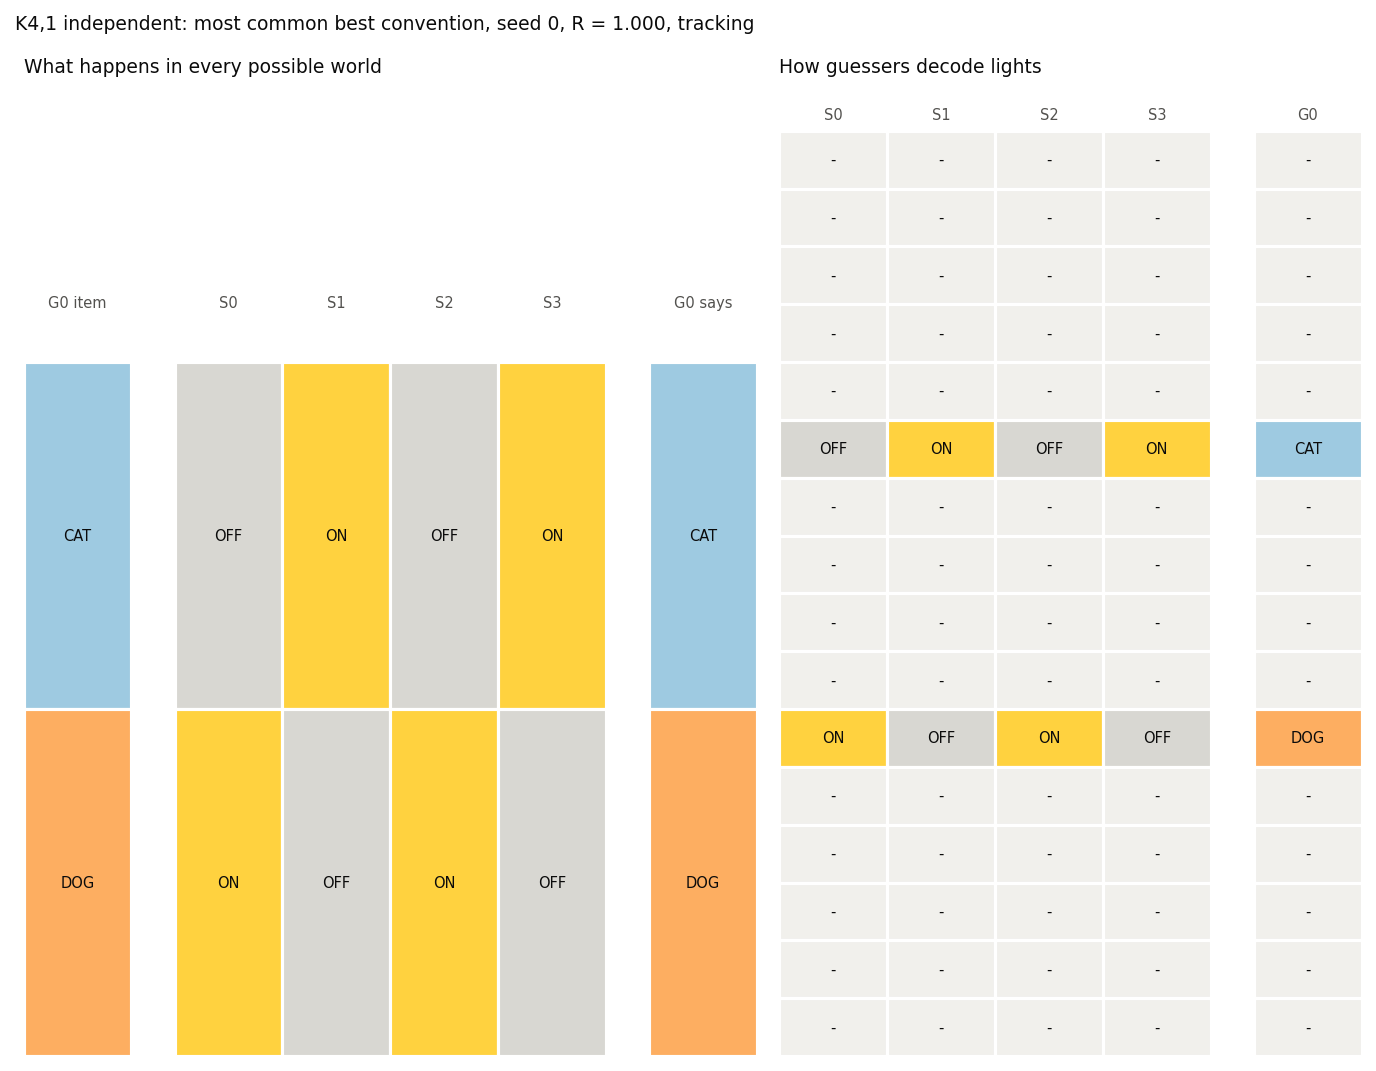 K4,1 independent: most common best convention, seed 0, R = 1.000, tracking
What happens in every possible world
How guessers decode lights
G0 item S0 S1 S2 S3 G0 says
CAT OFF ON OFF ON CAT
DOG ON OFF ON OFF DOG
S0 S1 S2 S3 G0
- - - - -
- - - - -
- - - - -
- - - - -
- - - - -
OFF ON OFF ON CAT
- - - - -
- - - - -
- - - - -
- - - - -
ON OFF ON OFF DOG
- - - - -
- - - - -
- - - - -
- - - - -
- - - - -